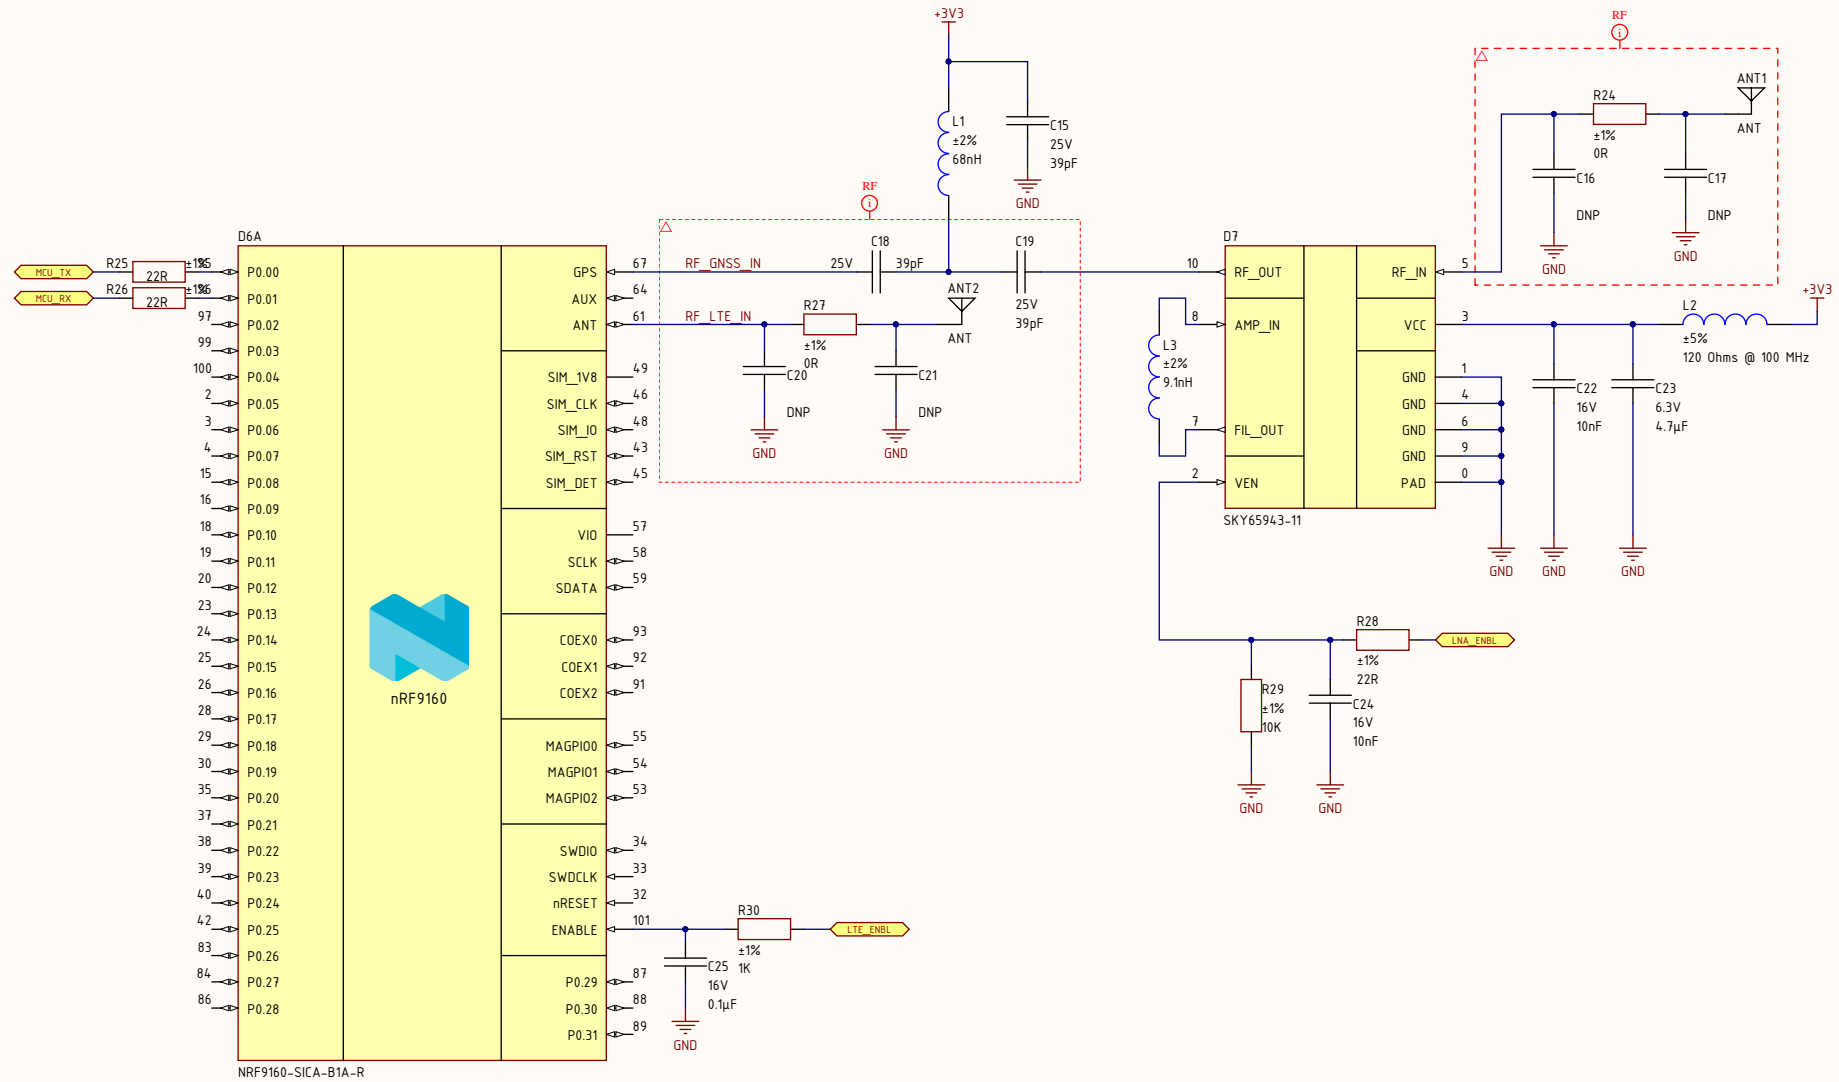 +3V3
RF
i
L1
±2%
68nH
C15
25V
39pF
GND
R24
±1%
0R
ANT1
ANT
C16
DNP
GND
C17
DNP
GND
RF
i
D6A
MCU_TX
R25
22R
±1%
MCU_RX
R26
22R
±1%
97
99
100
2
3
4
15
16
18
19
20
23
24
25
26
28
29
30
35
37
38
39
40
42
83
84
86
P0.00
P0.01
P0.02
P0.03
P0.04
P0.05
P0.06
P0.07
P0.08
P0.09
P0.10
P0.11
P0.12
P0.13
P0.14
P0.15
P0.16
P0.17
P0.18
P0.19
P0.20
P0.21
P0.22
P0.23
P0.24
P0.25
P0.26
P0.27
P0.28
nRF9160
GPS 67
AUX 64
ANT 61
SIM_1V8 49
SIM_CLK 46
SIM_IO 48
SIM_RST 43
SIM_DET 45
VIO 57
SCLK 58
SDATA 59
COEX0 93
COEX1 92
COEX2 91
MAGPIO0 55
MAGPIO1 54
MAGPIO2 53
SWDIO 34
SWDCLK 33
nRESET 32
ENABLE 101
P0.29 87
P0.30 88
P0.31 89
NRF9160-SICA-B1A-R
RF_GNSS_IN
25V
C18
39pF
C19
25V
39pF
RF_LTE_IN
R27
±1%
0R
ANT2
ANT
C20
DNP
GND
C21
DNP
GND
D7
10 RF_OUT
8 AMP_IN
7 FIL_OUT
2 VEN
RF_IN 5
VCC 3
GND 1
GND 4
GND 6
GND 9
PAD 0
SKY65943-11
L3
±2%
9.1nH
L2
±5%
120 Ohms @ 100 MHz
+3V3
C22
16V
10nF
C23
6.3V
4.7µF
GND
GND
GND
R28
±1%
22R
LNA_ENBL
R29
±1%
10K
C24
16V
10nF
GND
GND
R30
±1%
1K
LTE_ENBL
C25
16V
0.1µF
GND